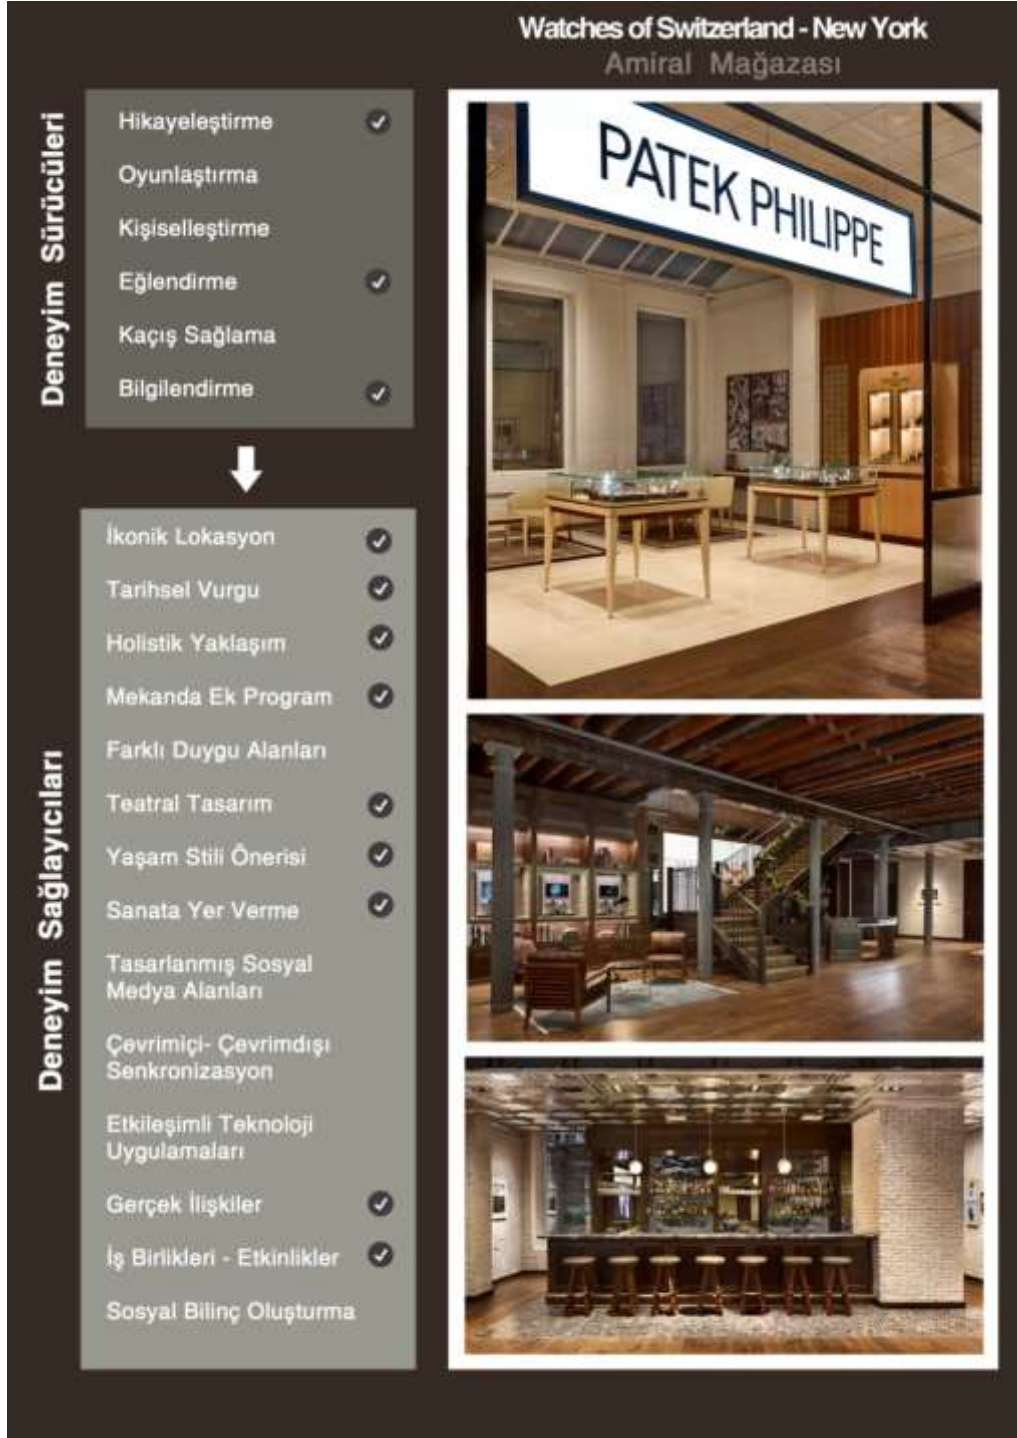 Watches of Switzerland - New York
Amiral Mağazası
Deneyim Sürücüleri
Hikayeleştirme
Oyunlaştırma
Kişiselleştirme
Eğlendirme
Kaçış Sağlama
Bilgilendirme
PATEK PHILIPPE
Deneyim Sağlayıcıları
İkonik Lokasyon
Tarihsel Vurgu
Holistik Yaklaşım
Mekanda Ek Program
Farklı Duygu Alanları
Teatral Tasarım
Yaşam Stili Önerisi
Sanata Yer Verme
Tasarlanmış Sosyal
Medya Alanları
Çevrimiçi- Çevrimdışı
Senkronizasyon
Etkileşimli Teknoloji
Uygulamaları
Gerçek İlişkiler
İş Birlikleri - Etkinlikler
Sosyal Bilinç Oluşturma